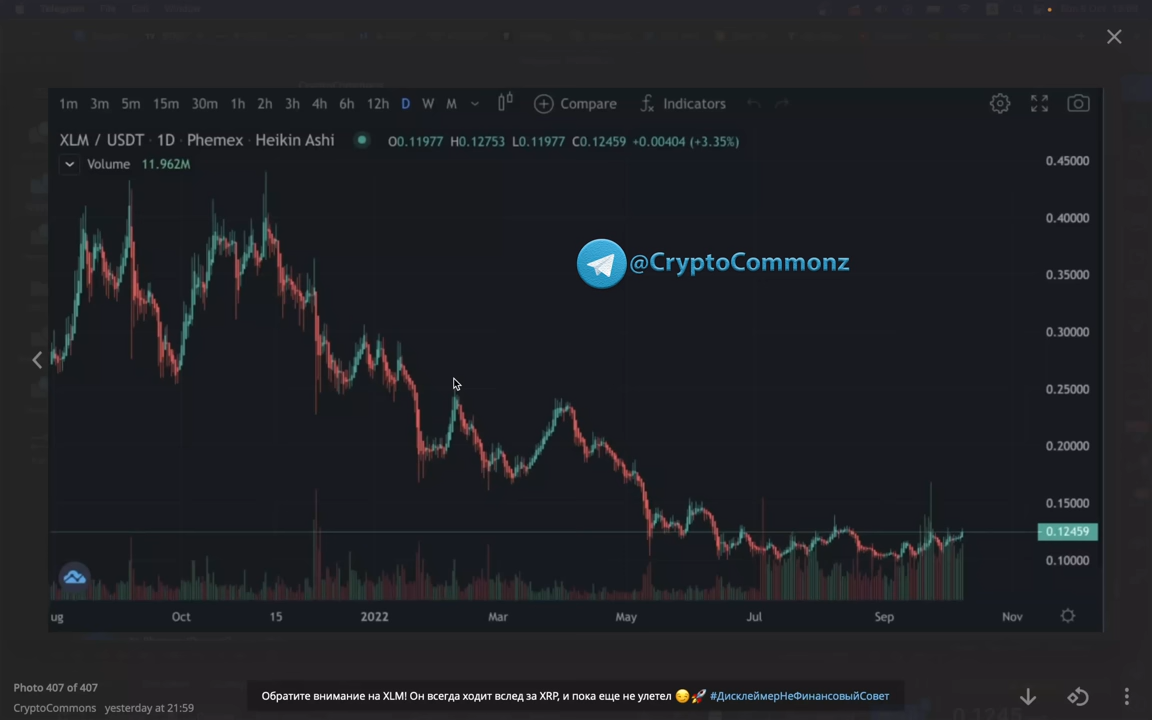 1m 3m 5m 15m 30m 1h 2h 3h 4h 6h 12h D W M Compare Indicators
XLM / USDT · 1D · Phemex · Heikin Ashi O0.11977 H0.12753 L0.11977 C0.12459 +0.00404 (+3.35%)
Volume 11.962M
0.45000
0.40000
@CryptoCommonz
0.35000
0.30000
0.25000
0.20000
0.15000
0.12459
0.10000
ug Oct 15 2022 Mar May Jul Sep Nov
Photo 407 of 407
Обратите внимание на XLM! Он всегда ходит вслед за XRP, и пока еще не улетел 😏🚀 #ДисклеймерНеФинансовыйСовет
CryptoCommons yesterday at 21:59